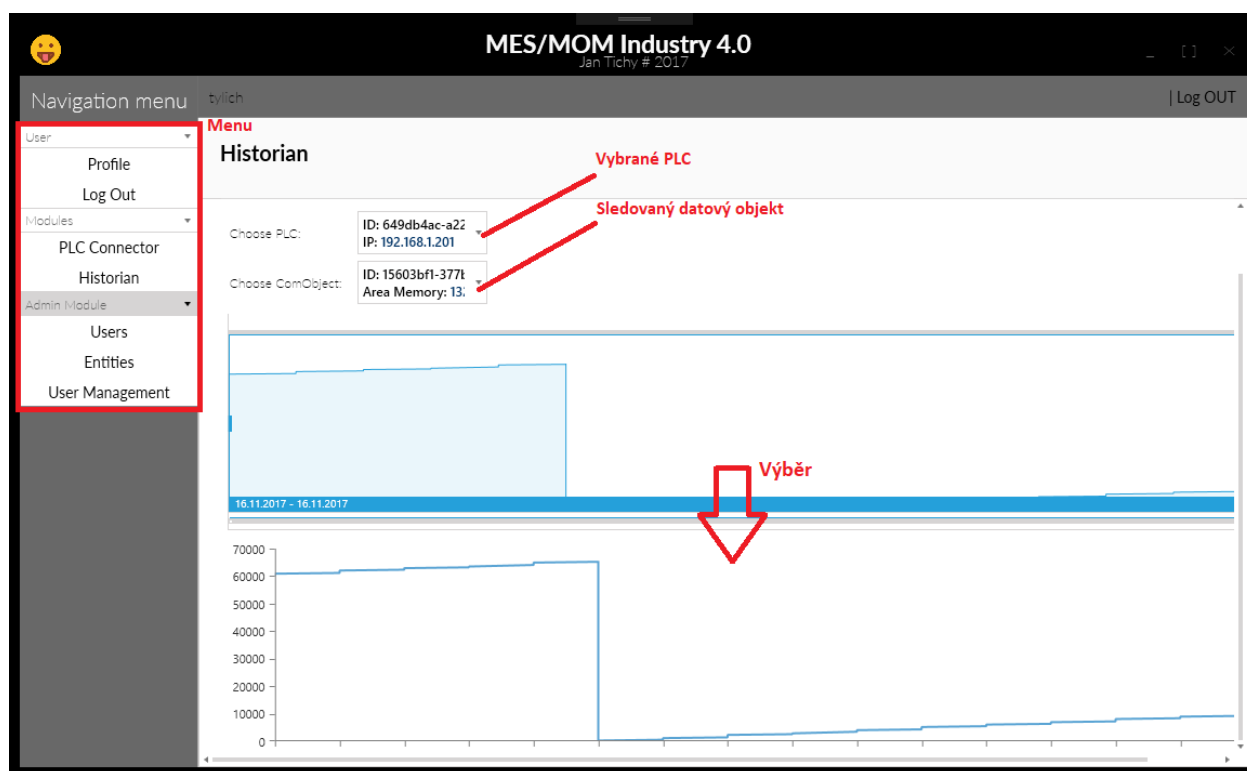 MES/MOM Industry 4.0
Jan Tichy # 2017
Navigation menu
tylich
| Log OUT
User
Profile
Log Out
Modules
PLC Connector
Historian
Admin Module
Users
Entities
User Management
Menu
Historian
Vybrané PLC
Sledovaný datový objekt
Choose PLC:
ID: 649db4ac-a22
IP: 192.168.1.201
Choose ComObject:
ID: 15603bf1-377b
Area Memory: 132
Výběr
16.11.2017 - 16.11.2017
70000
60000
50000
40000
30000
20000
10000
0